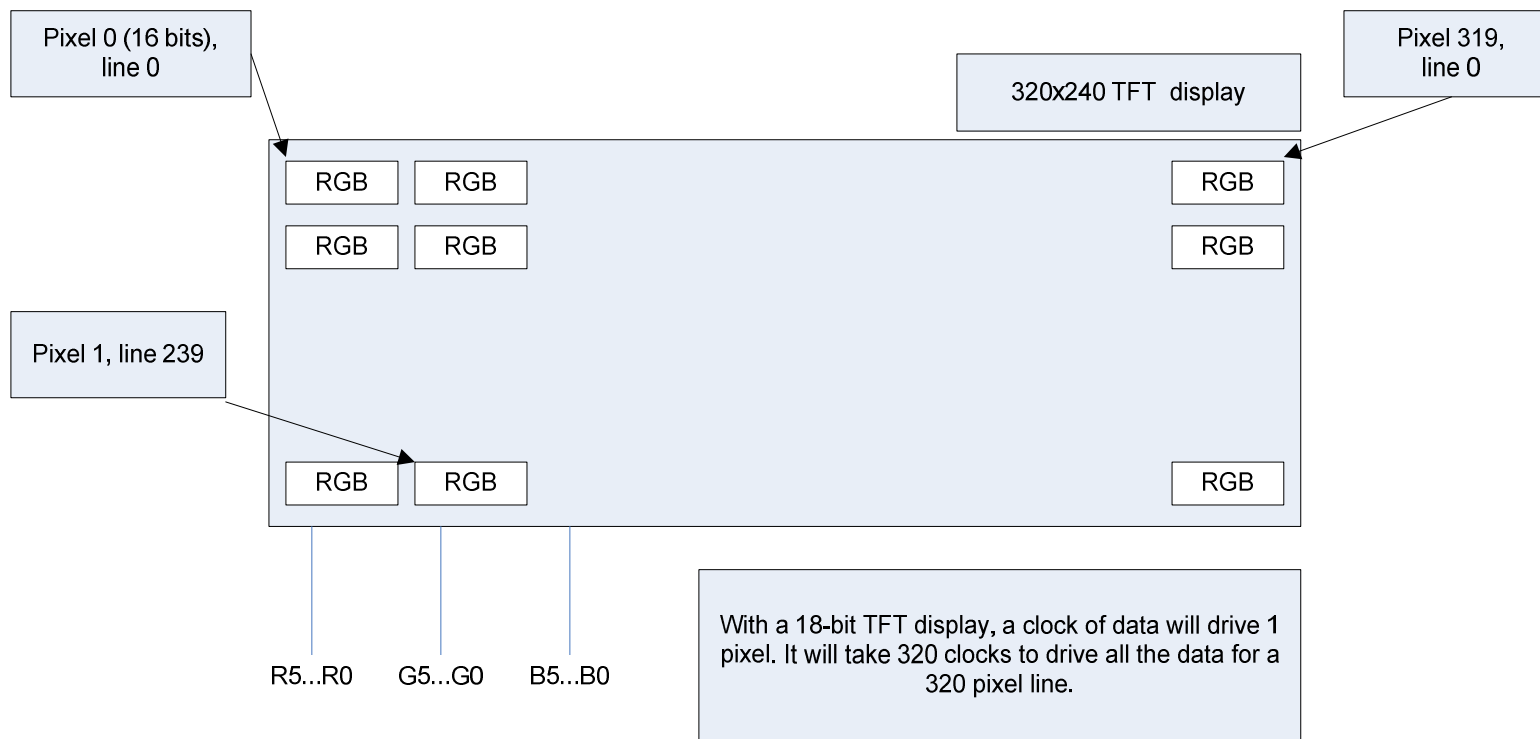 Pixel 0 (16 bits),
line 0
Pixel 319,
line 0
320x240 TFT display
RGB RGB RGB
RGB RGB RGB
Pixel 1, line 239
RGB RGB RGB
With a 18-bit TFT display, a clock of data will drive 1
pixel. It will take 320 clocks to drive all the data for a
320 pixel line.
R5...R0 G5...G0 B5...B0